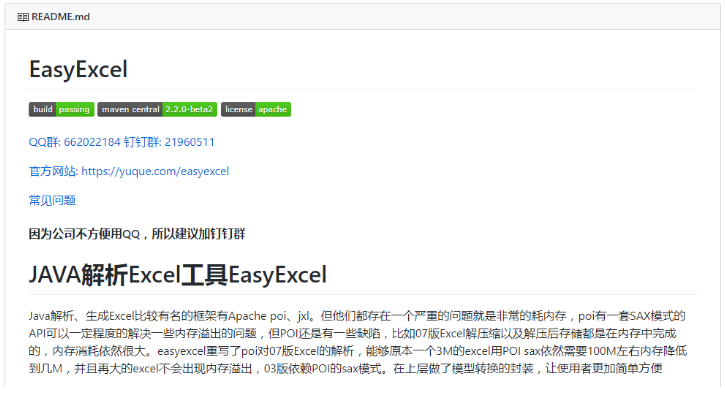 README.md
EasyExcel
build passing maven central 2.2.0-beta2 license apache
QQ群: 662022184 钉钉群: 21960511
官方网站: https://yuque.com/easyexcel
常见问题
因为公司不方便用QQ，所以建议加钉钉群
JAVA解析Excel工具EasyExcel
Java解析、生成Excel比较有名的框架有Apache poi、jxl。但他们都存在一个严重的问题就是非常的耗内存，poi有一套SAX模式的
API可以一定程度的解决一些内存溢出的问题，但POI还是有一些缺陷，比如07版Excel解压缩以及解压后存储都是在内存中完成
的，内存消耗依然很大。easyexcel重写了poi对07版Excel的解析，能够原本一个3M的excel用POI sax依然需要100M左右内存降低
到几M，并且再大的excel不会出现内存溢出，03版依赖POI的sax模式。在上层做了模型转换的封装，让使用者更加简单方便